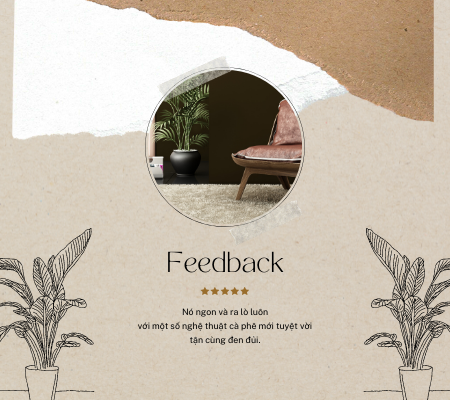 Feedback
Nó ngon và ra lò luôn
với một số nghệ thuật cà phê mới tuyệt vời
tận cùng đen đủi.